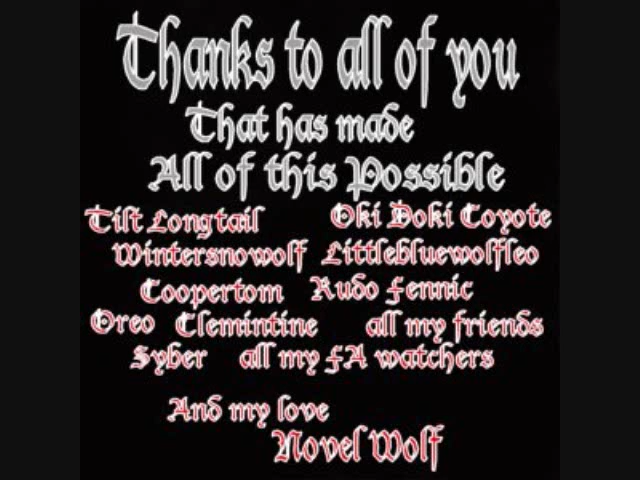 Thanks to all of you
That has made
All of this Possible
Tilt Longtail Oki Doki Coyote
Wintersnowolf Littlebluewolfleo
Coopertom Rudo Fennic
Oreo Clemintine all my friends
Syber all my FA watchers
And my love
Novel Wolf